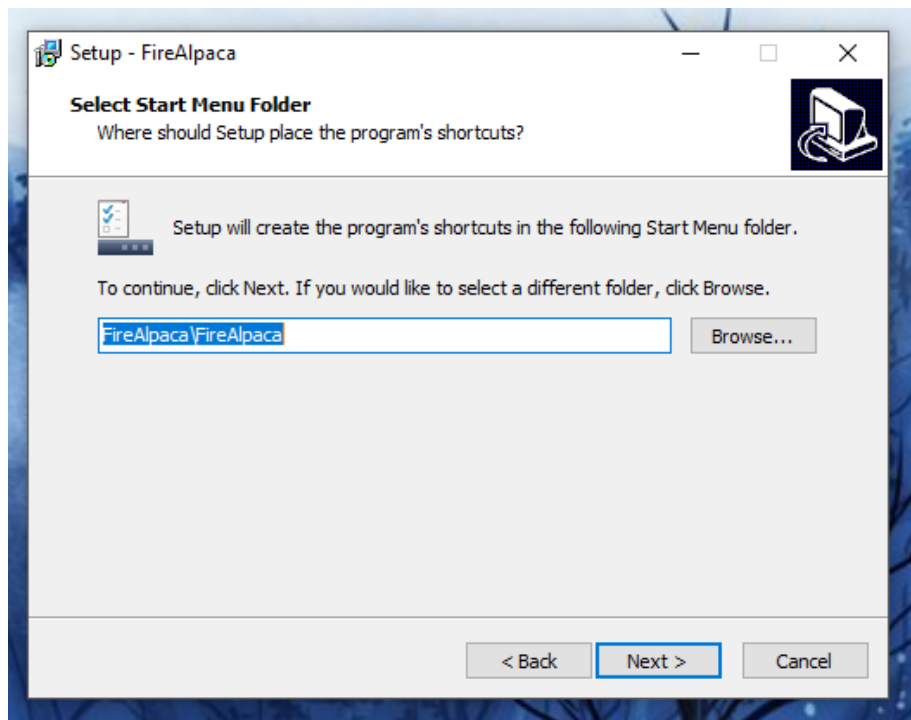 Setup - FireAlpaca
Select Start Menu Folder
Where should Setup place the program's shortcuts?
Setup will create the program's shortcuts in the following Start Menu folder.
To continue, click Next. If you would like to select a different folder, click Browse.
FireAlpaca\FireAlpaca
Browse...
< Back
Next >
Cancel